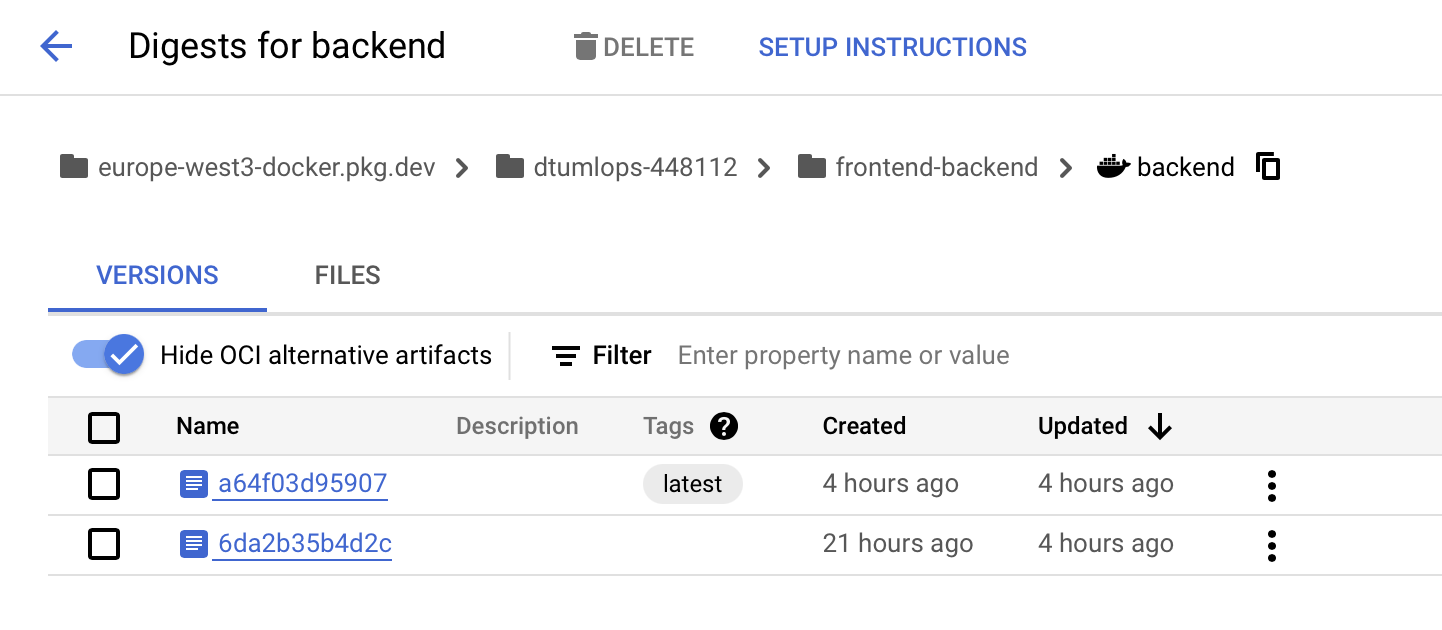 Digests for backend DELETE SETUP INSTRUCTIONS
europe-west3-docker.pkg.dev dtumlops-448112 frontend-backend backend
VERSIONS FILES
Hide OCI alternative artifacts Filter Enter property name or value
Name Description Tags ? Created Updated
a64f03d95907 latest 4 hours ago 4 hours ago
6da2b35b4d2c 21 hours ago 4 hours ago